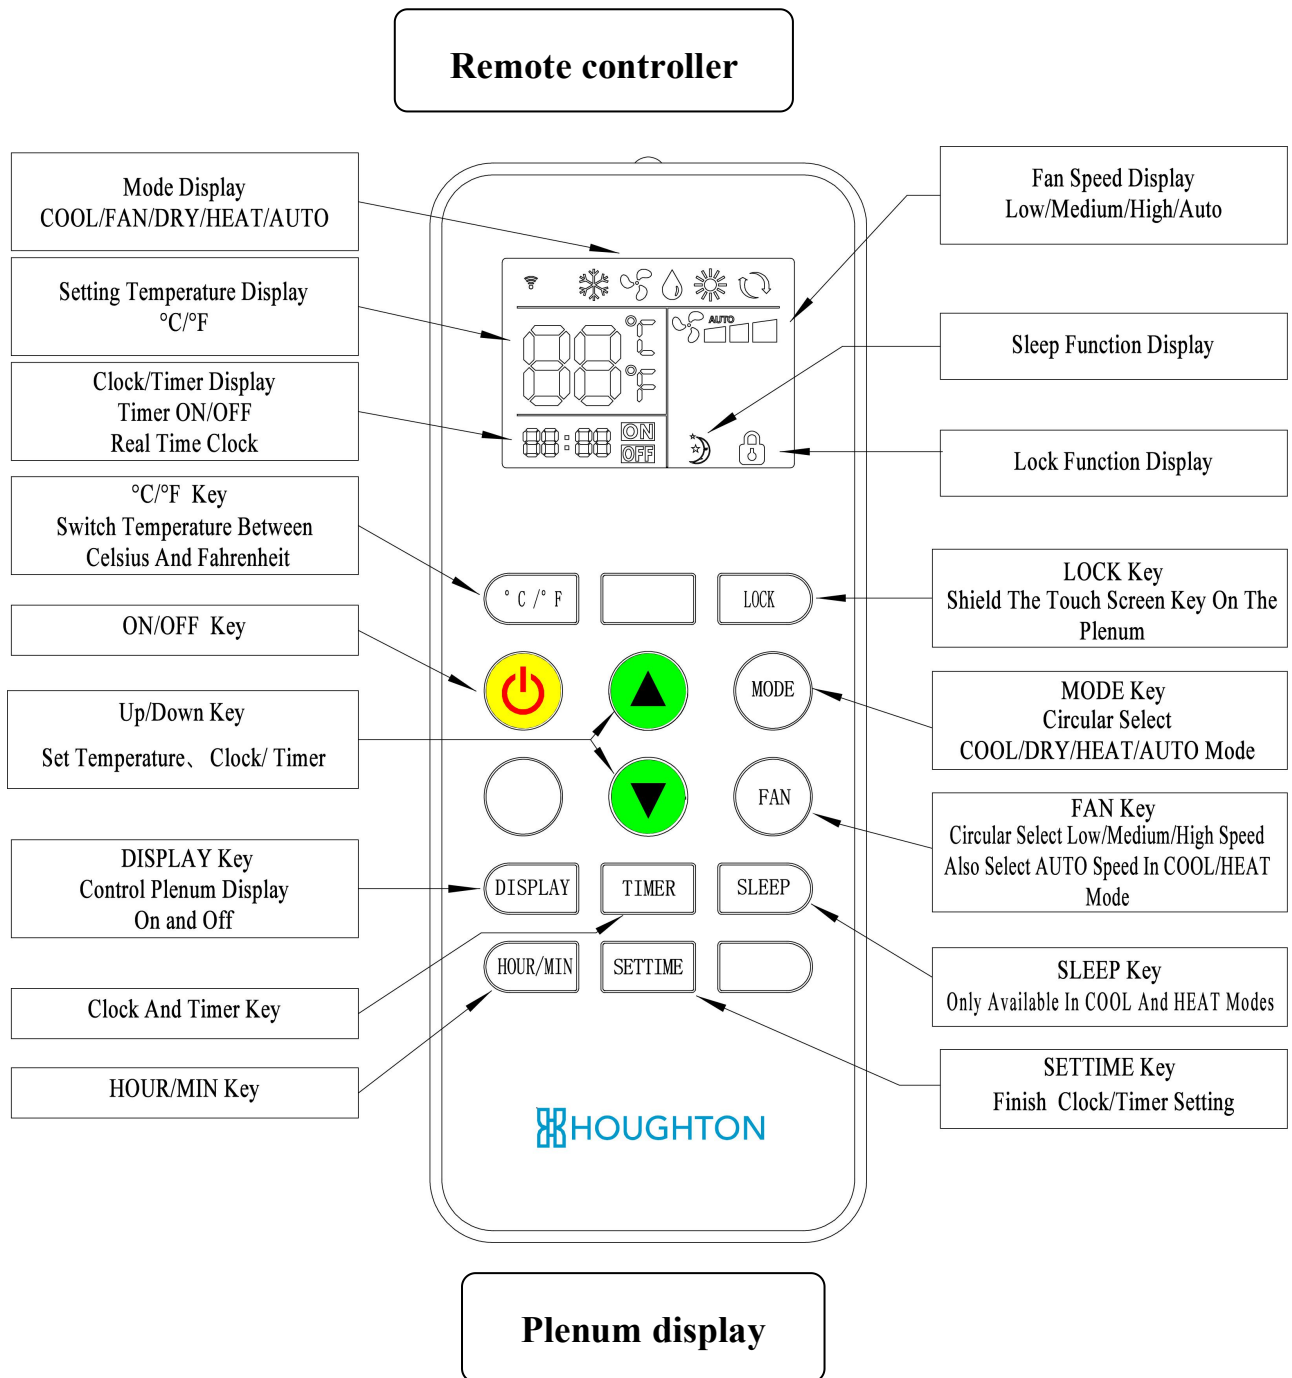 Remote controller
Mode Display
COOL/FAN/DRY/HEAT/AUTO
Setting Temperature Display
°C/°F
Clock/Timer Display
Timer ON/OFF
Real Time Clock
°C/°F Key
Switch Temperature Between
Celsius And Fahrenheit
ON/OFF Key
Up/Down Key
Set Temperature、Clock/ Timer
DISPLAY Key
Control Plenum Display
On and Off
Clock And Timer Key
HOUR/MIN Key
°C
AUTO
°F
88:88
ON
OFF
°C/°F
LOCK
MODE
FAN
DISPLAY
TIMER
SLEEP
HOUR/MIN
SETTIME
HOUGHTON
Fan Speed Display
Low/Medium/High/Auto
Sleep Function Display
Lock Function Display
LOCK Key
Shield The Touch Screen Key On The
Plenum
MODE Key
Circular Select
COOL/DRY/HEAT/AUTO Mode
FAN Key
Circular Select Low/Medium/High Speed
Also Select AUTO Speed In COOL/HEAT
Mode
SLEEP Key
Only Available In COOL And HEAT Modes
SETTIME Key
Finish Clock/Timer Setting
Plenum display